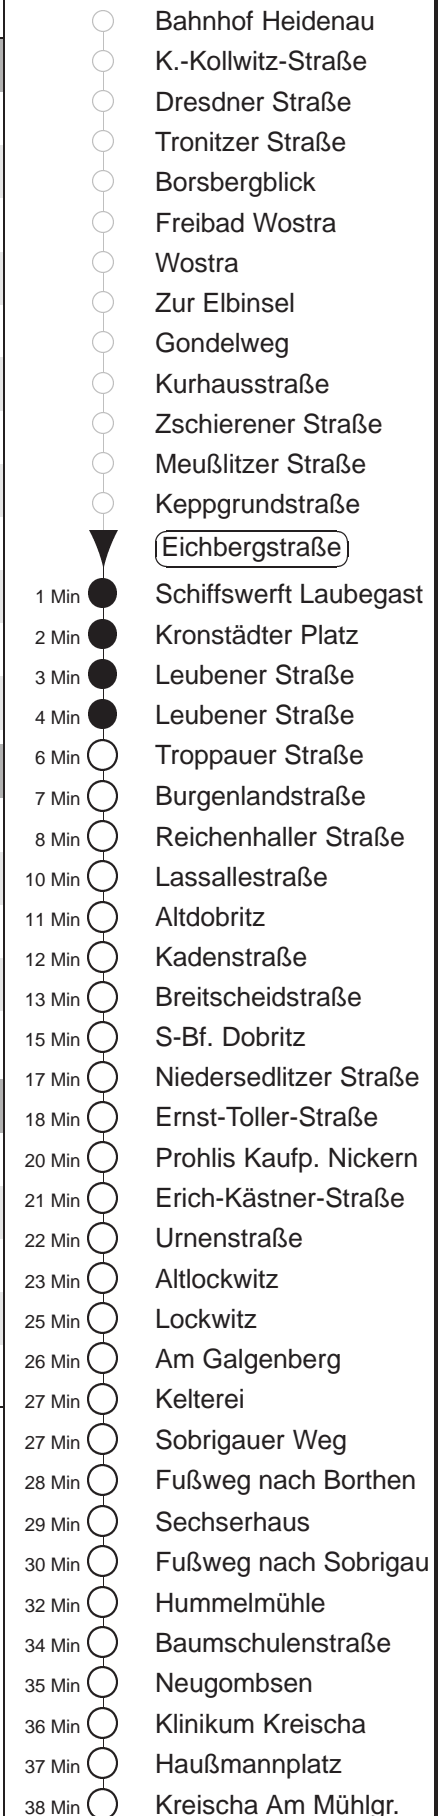 Bahnhof Heidenau
K.-Kollwitz-Straße
Dresdner Straße
Tronitzer Straße
Borsbergblick
Freibad Wostra
Wostra
Zur Elbinsel
Gondelweg
Kurhausstraße
Zschierener Straße
Meußlitzer Straße
Keppgrundstraße
Eichbergstraße
1 Min Schiffswerft Laubegast
2 Min Kronstädter Platz
3 Min Leubener Straße
4 Min Leubener Straße
6 Min Troppauer Straße
7 Min Burgenlandstraße
8 Min Reichenhaller Straße
10 Min Lassallestraße
11 Min Altdobritz
12 Min Kadenstraße
13 Min Breitscheidstraße
15 Min S-Bf. Dobritz
17 Min Niedersedlitzer Straße
18 Min Ernst-Toller-Straße
20 Min Prohlis Kaufp. Nickern
21 Min Erich-Kästner-Straße
22 Min Urnenstraße
23 Min Altlockwitz
25 Min Lockwitz
26 Min Am Galgenberg
27 Min Kelterei
27 Min Sobrigauer Weg
28 Min Fußweg nach Borthen
29 Min Sechserhaus
30 Min Fußweg nach Sobrigau
32 Min Hummelmühle
34 Min Baumschulenstraße
35 Min Neugombsen
36 Min Klinikum Kreischa
37 Min Haußmannplatz
38 Min Kreischa Am Mühlgr.